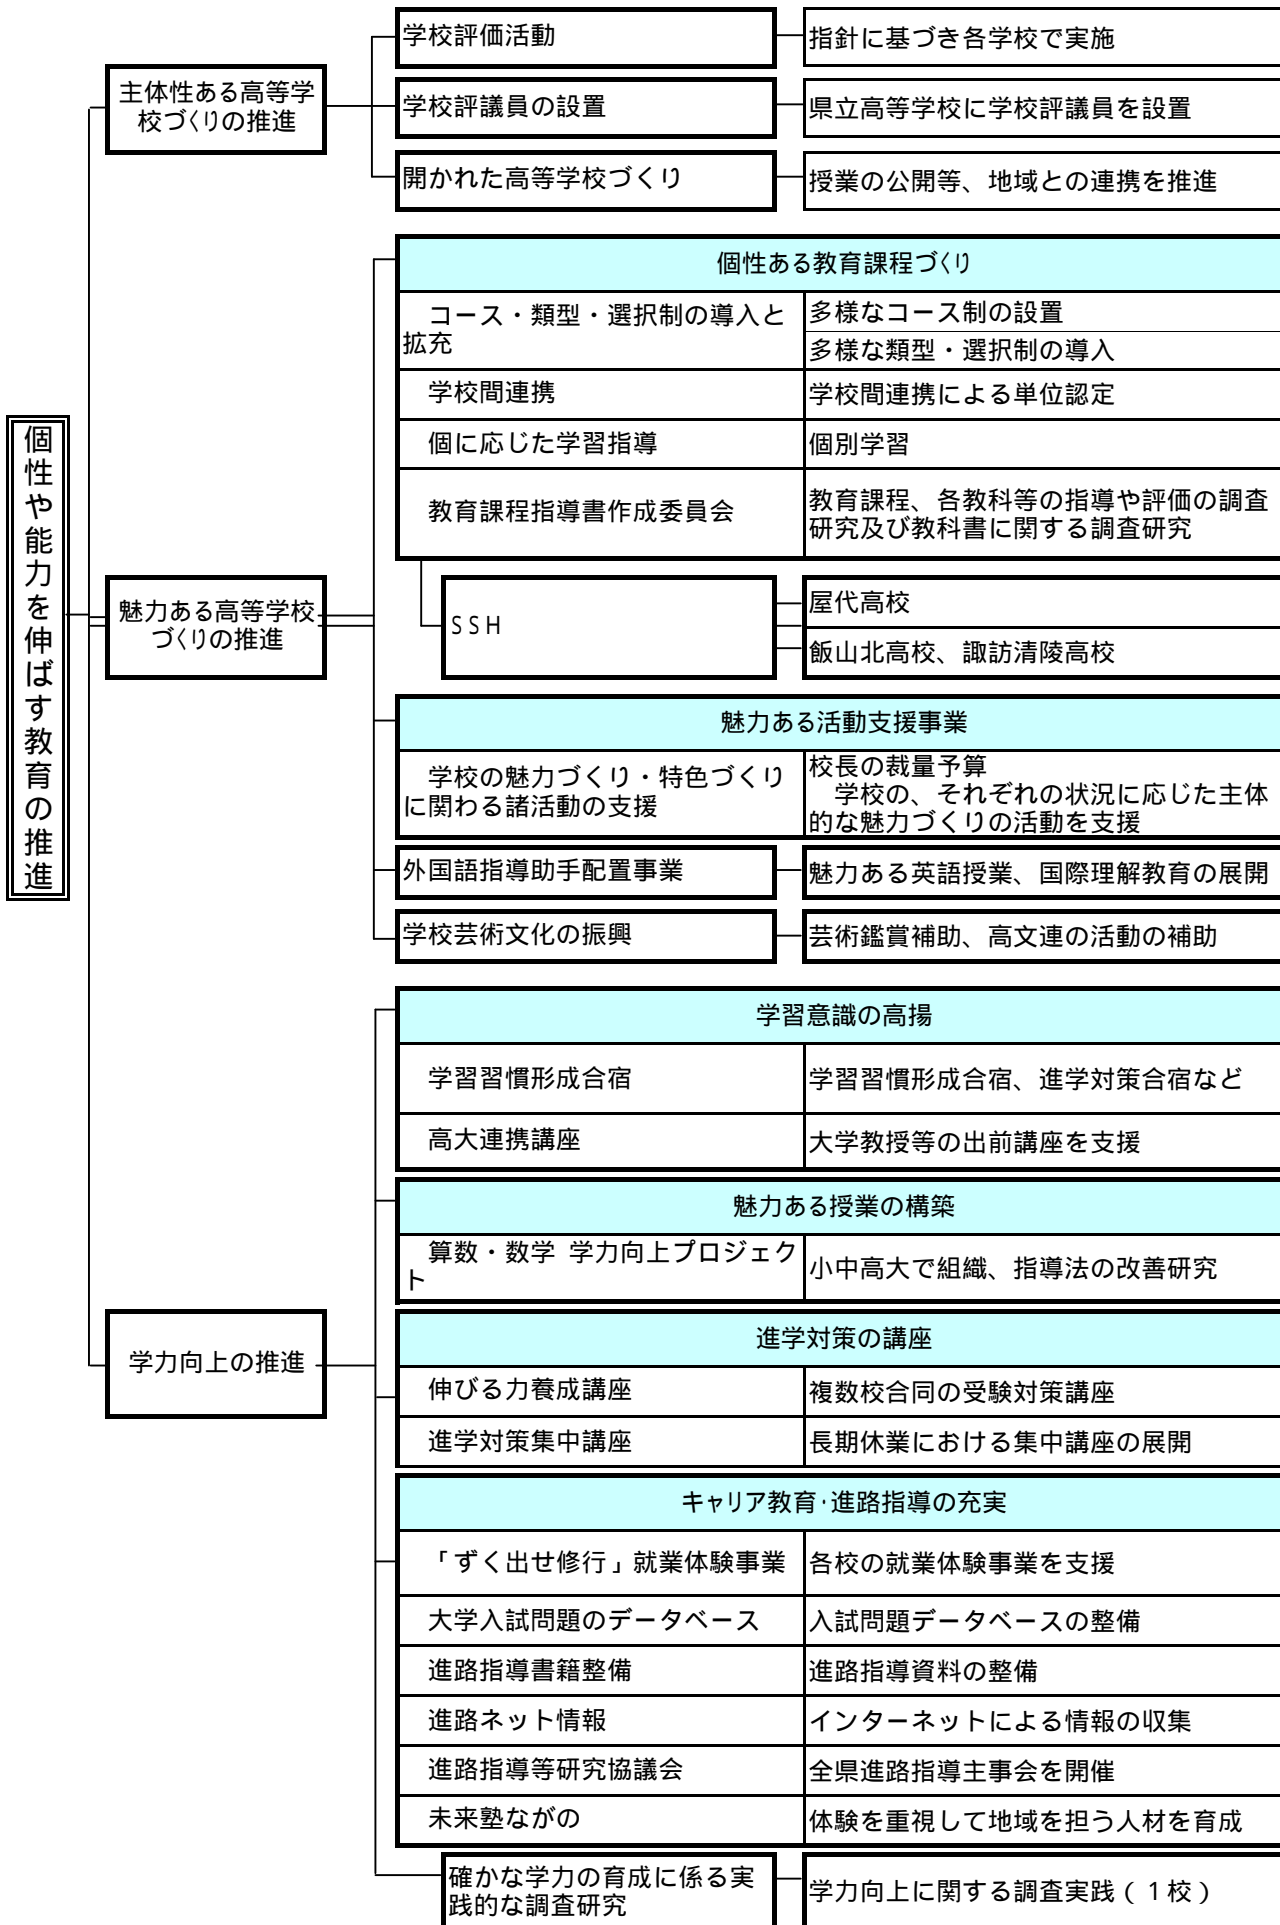 個性や能力を伸ばす教育の推進
主体性ある高等学
校づくりの推進
学校評価活動
指針に基づき各学校で実施
学校評議員の設置
県立高等学校に学校評議員を設置
開かれた高等学校づくり
授業の公開等、地域との連携を推進
魅力ある高等学校
づくりの推進
個性ある教育課程づくり
コース・類型・選択制の導入と
拡充
多様なコース制の設置
多様な類型・選択制の導入
学校間連携
学校間連携による単位認定
個に応じた学習指導
個別学習
教育課程指導書作成委員会
教育課程、各教科等の指導や評価の調査
研究及び教科書に関する調査研究
SSH
屋代高校
飯山北高校、諏訪清陵高校
魅力ある活動支援事業
学校の魅力づくり・特色づくり
に関わる諸活動の支援
校長の裁量予算
学校の、それぞれの状況に応じた主体
的な魅力づくりの活動を支援
外国語指導助手配置事業
魅力ある英語授業、国際理解教育の展開
学校芸術文化の振興
芸術鑑賞補助、高文連の活動の補助
学力向上の推進
学習意識の高揚
学習習慣形成合宿
学習習慣形成合宿、進学対策合宿など
高大連携講座
大学教授等の出前講座を支援
魅力ある授業の構築
算数・数学 学力向上プロジェク
ト
小中高大で組織、指導法の改善研究
進学対策の講座
伸びる力養成講座
複数校合同の受験対策講座
進学対策集中講座
長期休業における集中講座の展開
キャリア教育・進路指導の充実
「ずく出せ修行」就業体験事業
各校の就業体験事業を支援
大学入試問題のデータベース
入試問題データベースの整備
進路指導書籍整備
進路指導資料の整備
進路ネット情報
インターネットによる情報の収集
進路指導等研究協議会
全県進路指導主事会を開催
未来塾ながの
体験を重視して地域を担う人材を育成
確かな学力の育成に係る実
践的な調査研究
学力向上に関する調査実践(1校)